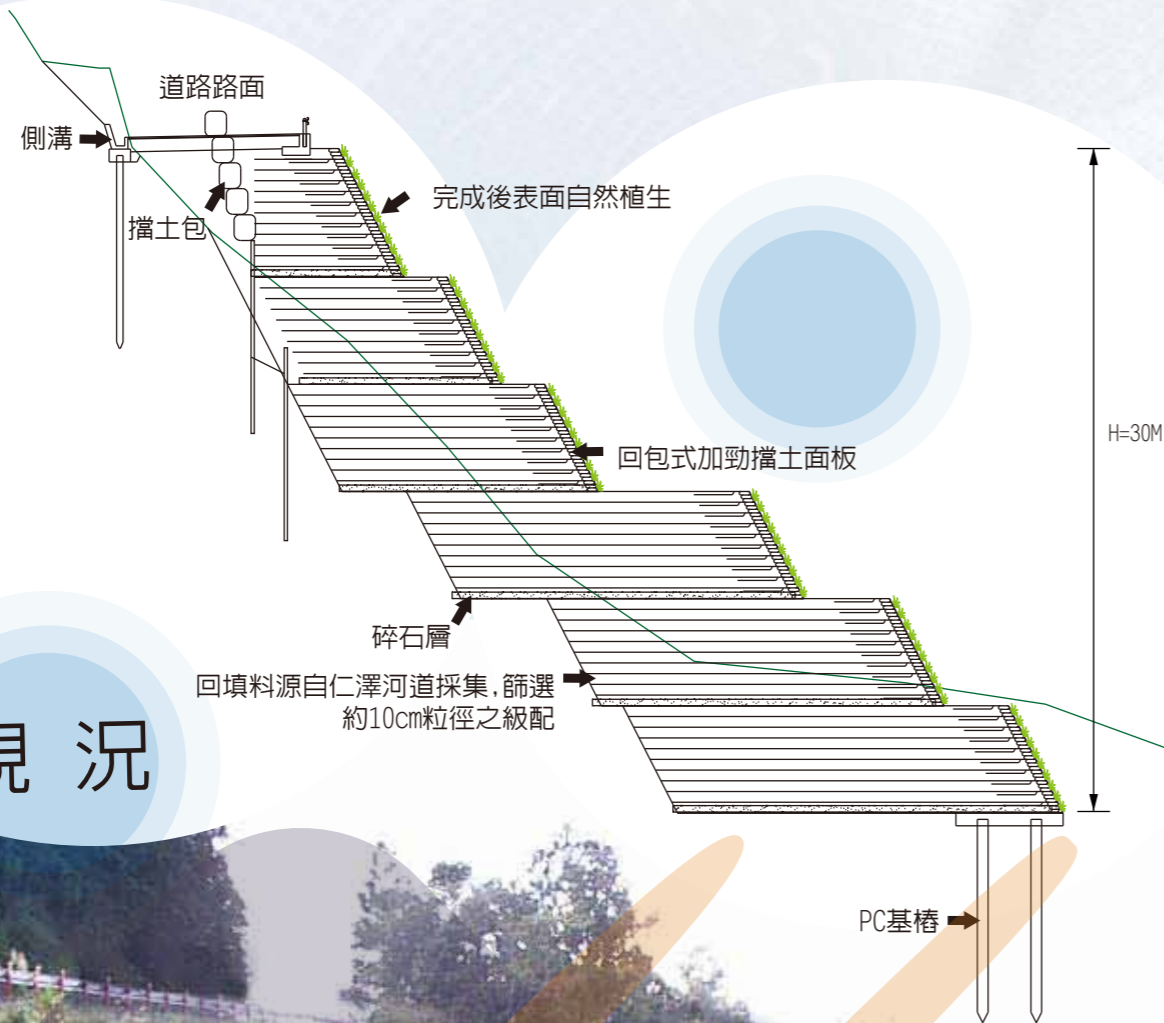 道路路面
側溝
擋土包
完成後表面自然植生
H=30M
回包式加勁擋土面板
碎石層
回填料源自仁澤河道採集,篩選
約10cm粒徑之級配
現況
PC基樁